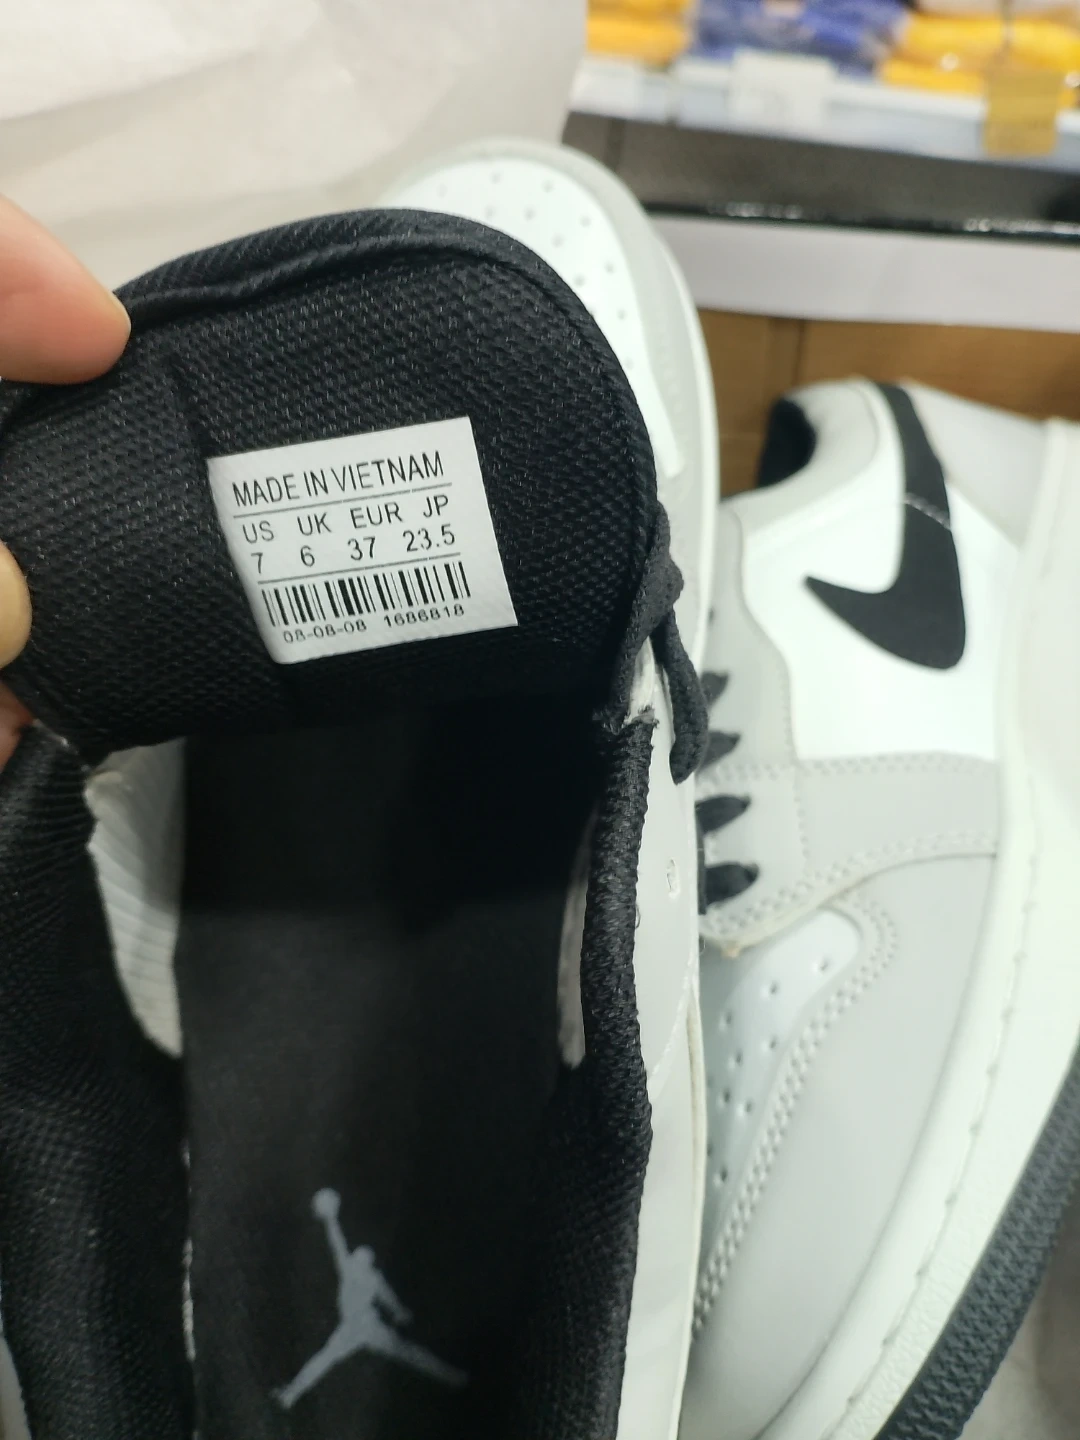 MADE IN VIETNAM
US UK EUR JP
7 6 37 23.5
08-08-08 1686818